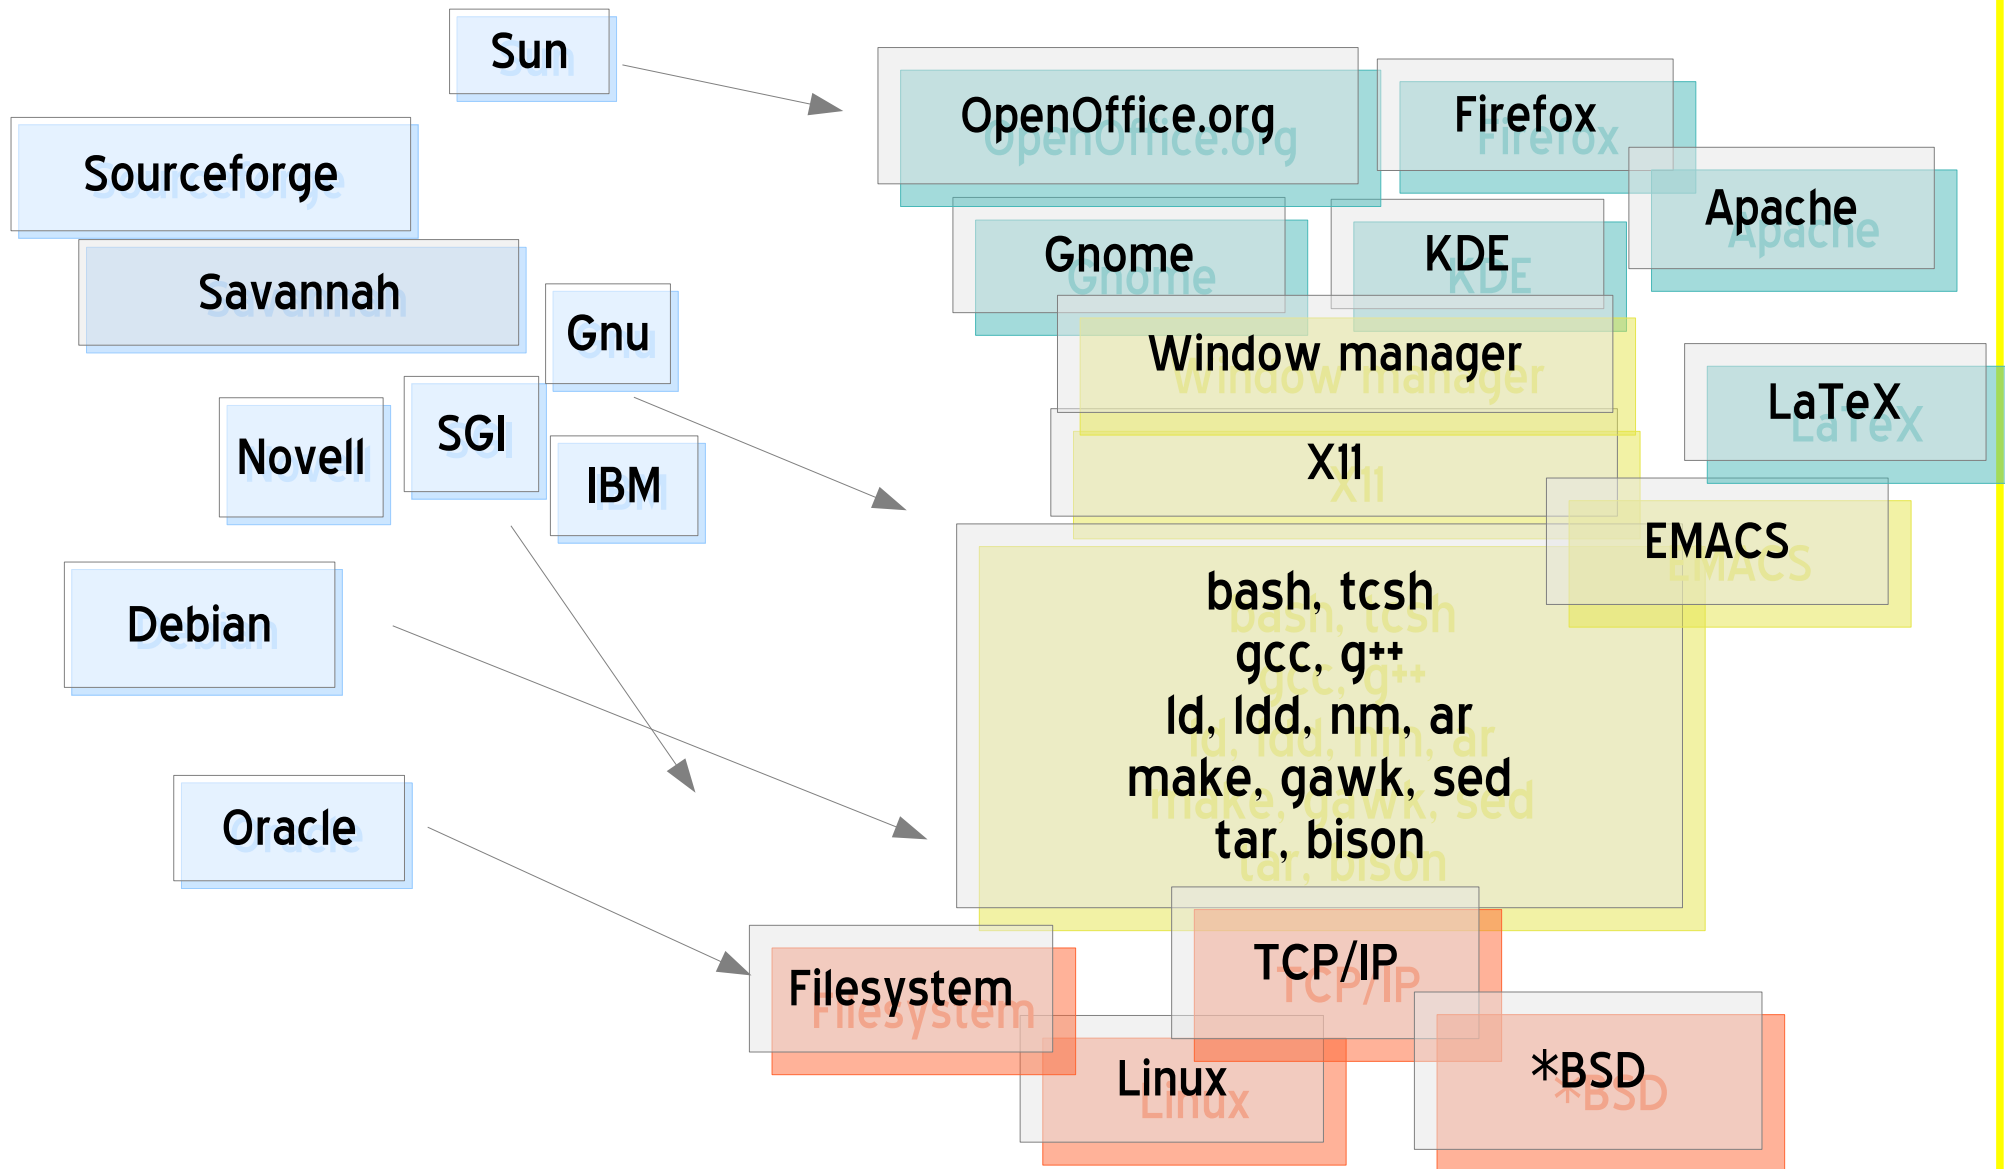 Sun
Sourceforge
Savannah
Gnu
SGI
Novell
IBM
Debian
Oracle
OpenOffice.org
Firefox
Apache
Gnome
KDE
Window manager
LaTeX
X11
EMACS
bash, tcsh
gcc, g++
ld, ldd, nm, ar
make, gawk, sed
tar, bison
TCP/IP
Filesystem
Linux
*BSD